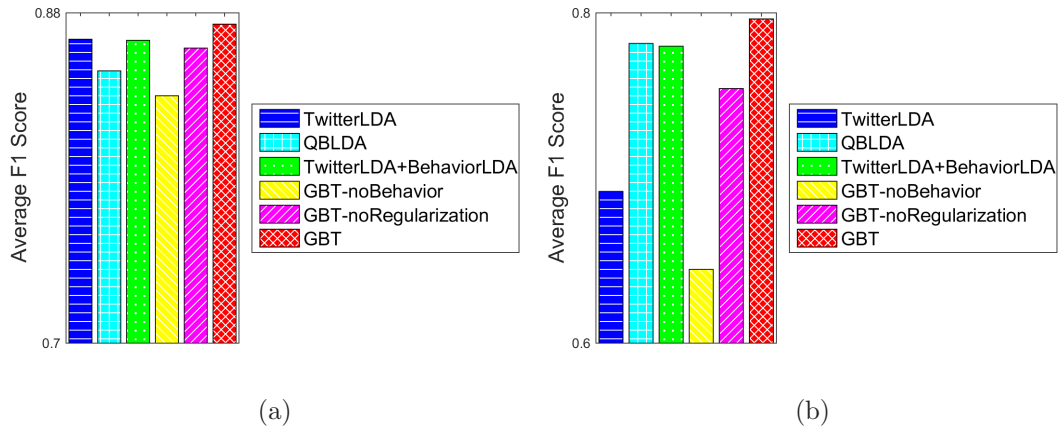 0.88
Average F1 Score
0.7
TwitterLDA
QBLDA
TwitterLDA+BehaviorLDA
GBT-noBehavior
GBT-noRegularization
GBT
(a)
0.8
Average F1 Score
0.6
TwitterLDA
QBLDA
TwitterLDA+BehaviorLDA
GBT-noBehavior
GBT-noRegularization
GBT
(b)